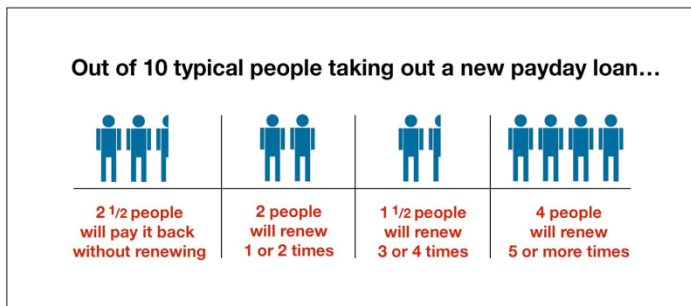 Out of 10 typical people taking out a new payday loan…
2 1/2 people
will pay it back
without renewing
2 people
will renew
1 or 2 times
1 1/2 people
will renew
3 or 4 times
4 people
will renew
5 or more times